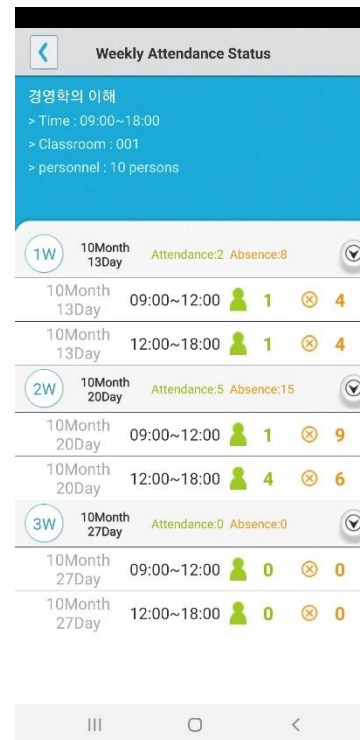 Weekly Attendance Status
경영학의 이해
> Time : 09:00~18:00
> Classroom : 001
> personnel : 10 persons
1W 10Month 13Day Attendance:2 Absence:8
10Month 13Day 09:00~12:00 1 4
10Month 13Day 12:00~18:00 1 4
2W 10Month 20Day Attendance:5 Absence:15
10Month 20Day 09:00~12:00 1 9
10Month 20Day 12:00~18:00 4 6
3W 10Month 27Day Attendance:0 Absence:0
10Month 27Day 09:00~12:00 0 0
10Month 27Day 12:00~18:00 0 0